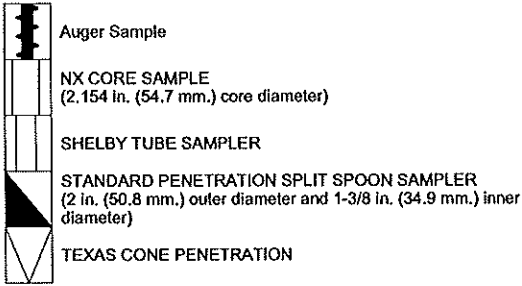 Auger Sample
NX CORE SAMPLE
(2.154 in. (54.7 mm.) core diameter)
SHELBY TUBE SAMPLER
STANDARD PENETRATION SPLIT SPOON SAMPLER
(2 in. (50.8 mm.) outer diameter and 1-3/8 in. (34.9 mm.) inner
diameter)
TEXAS CONE PENETRATION